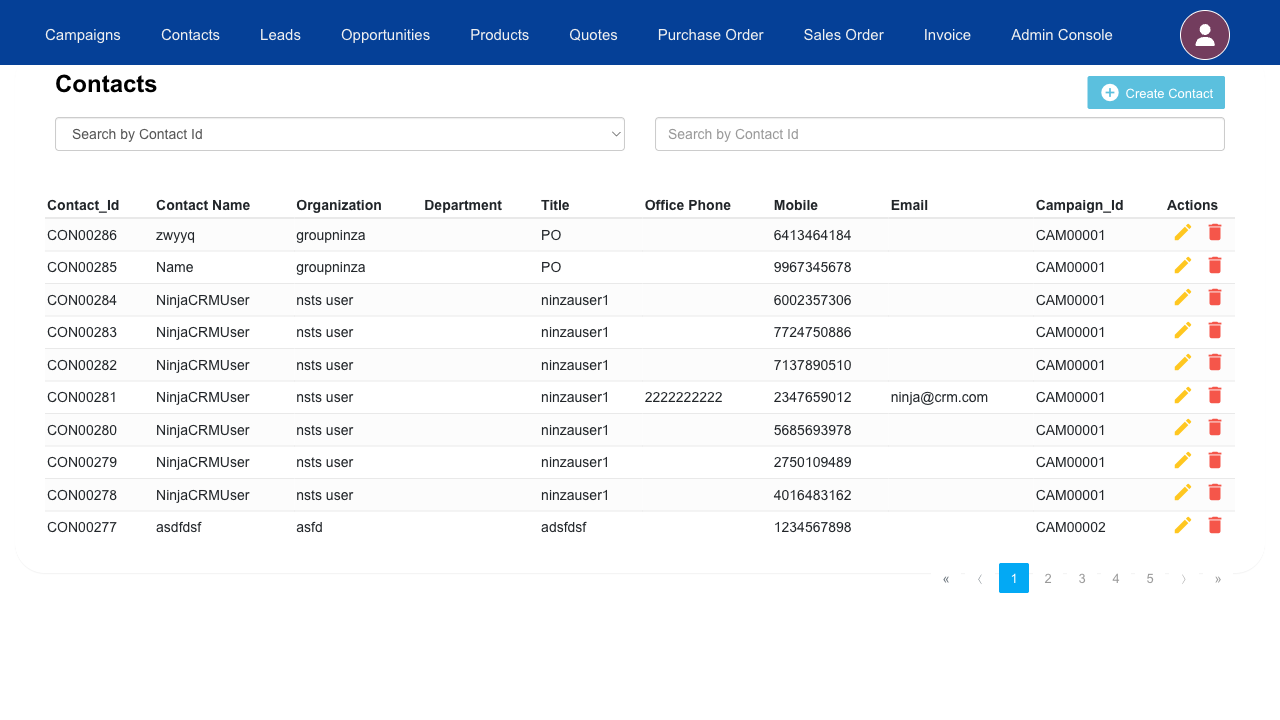 Campaigns Contacts Leads Opportunities Products Quotes Purchase Order Sales Order Invoice Admin Console
Contacts
Create Contact
Search by Contact Id
Search by Contact Id
Contact_Id Contact Name Organization Department Title Office Phone Mobile Email Campaign_Id Actions
CON00286 zwyyq groupninza PO 6413464184 CAM00001
CON00285 Name groupninza PO 9967345678 CAM00001
CON00284 NinjaCRMUser nsts user ninzauser1 6002357306 CAM00001
CON00283 NinjaCRMUser nsts user ninzauser1 7724750886 CAM00001
CON00282 NinjaCRMUser nsts user ninzauser1 7137890510 CAM00001
CON00281 NinjaCRMUser nsts user ninzauser1 2222222222 2347659012 ninja@crm.com CAM00001
CON00280 NinjaCRMUser nsts user ninzauser1 5685693978 CAM00001
CON00279 NinjaCRMUser nsts user ninzauser1 2750109489 CAM00001
CON00278 NinjaCRMUser nsts user ninzauser1 4016483162 CAM00001
CON00277 asdfdsf asfd adsfdsf 1234567898 CAM00002
« ‹ 1 2 3 4 5 › »